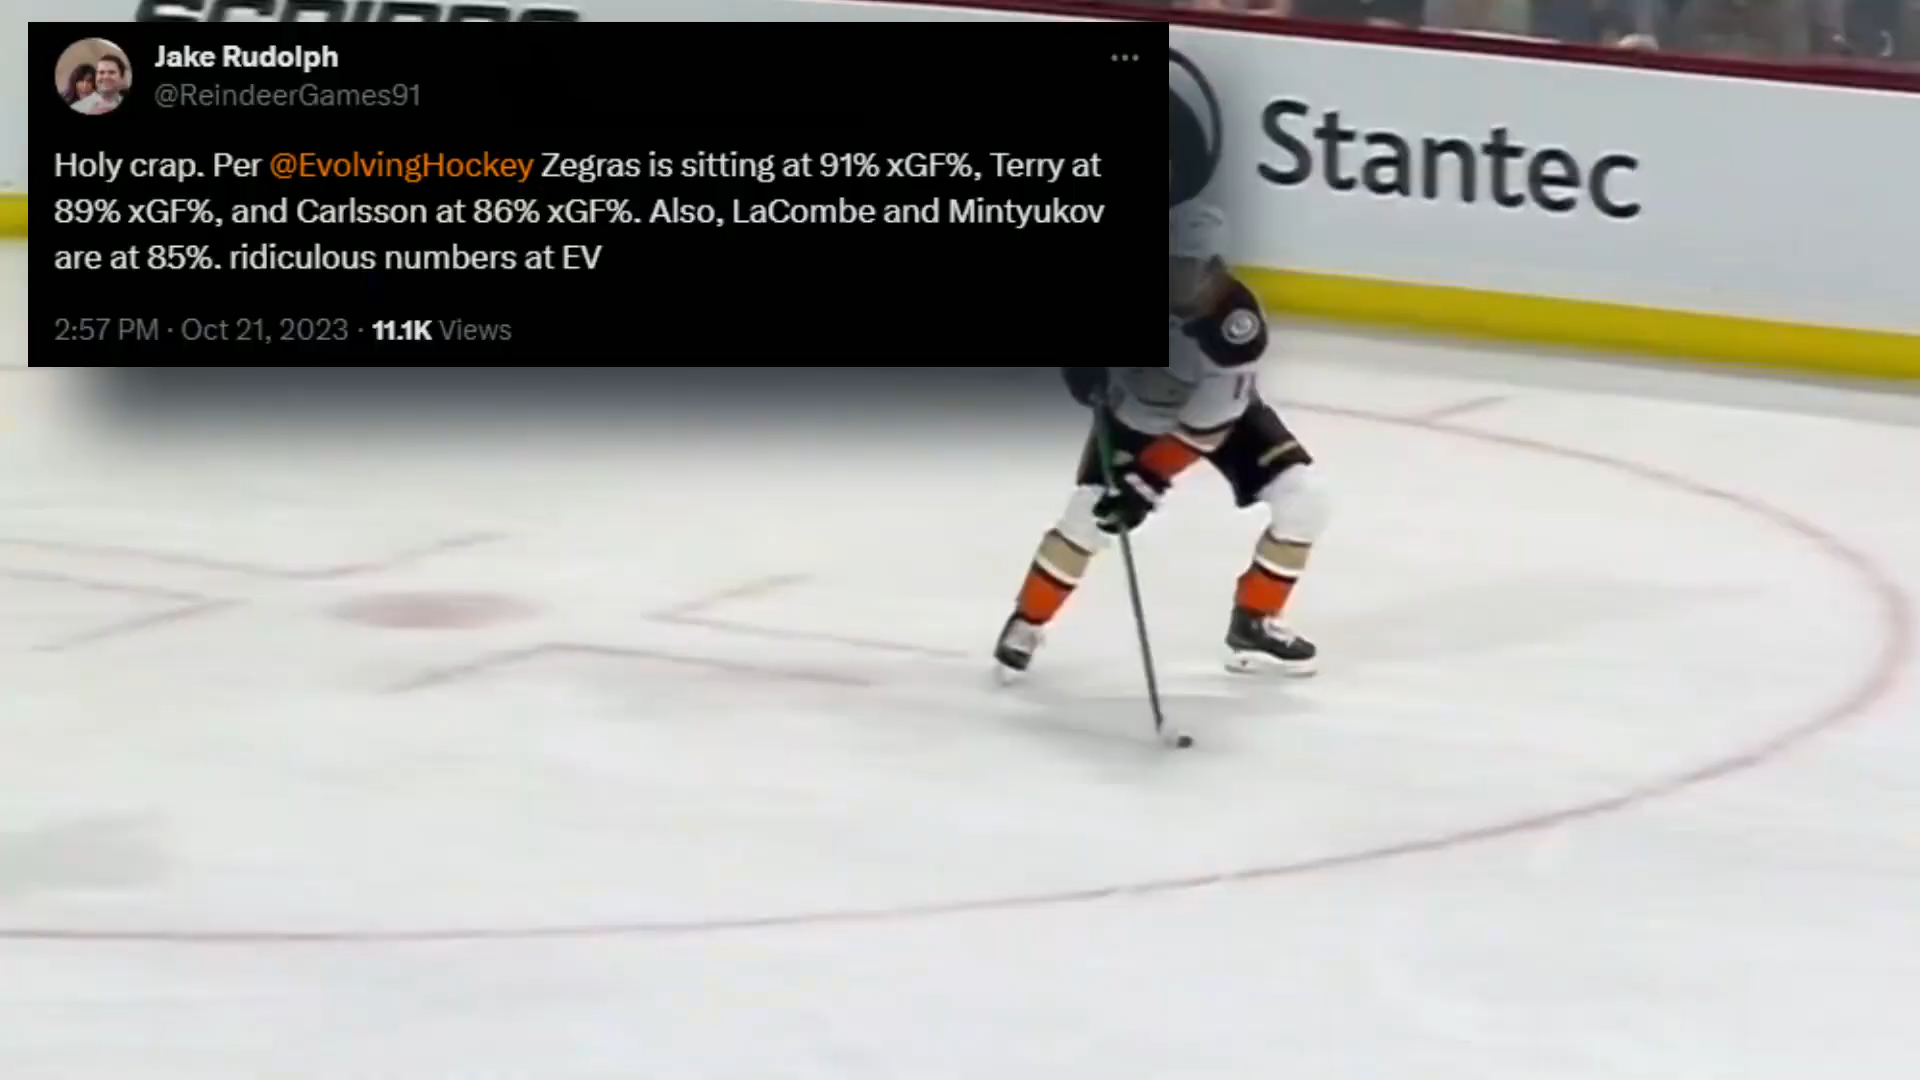 Jake Rudolph
@ReindeerGames91
Holy crap. Per @EvolvingHockey Zegras is sitting at 91% xGF%, Terry at
89% xGF%, and Carlsson at 86% xGF%. Also, LaCombe and Mintyukov
are at 85%. ridiculous numbers at EV
2:57 PM · Oct 21, 2023 · 11.1K Views
Stantec